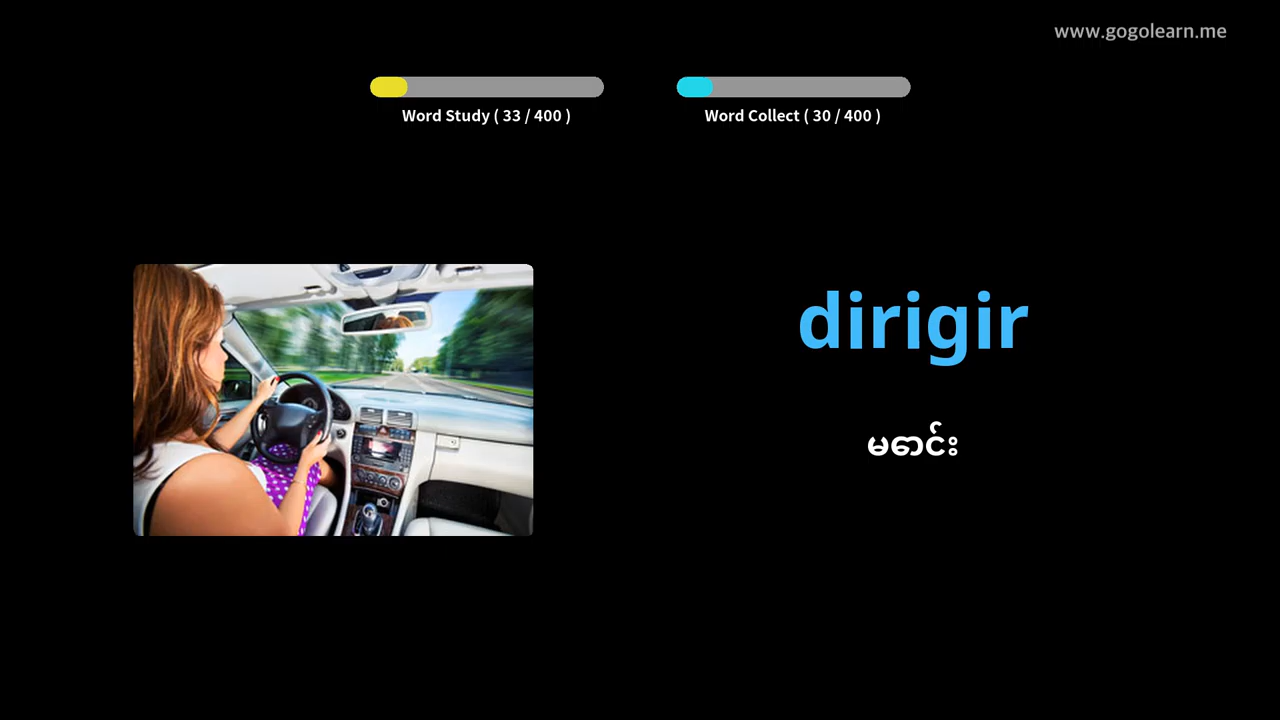 www.gogolearn.me
Word Study ( 33 / 400 )
Word Collect ( 30 / 400 )
dirigir
မောင်း